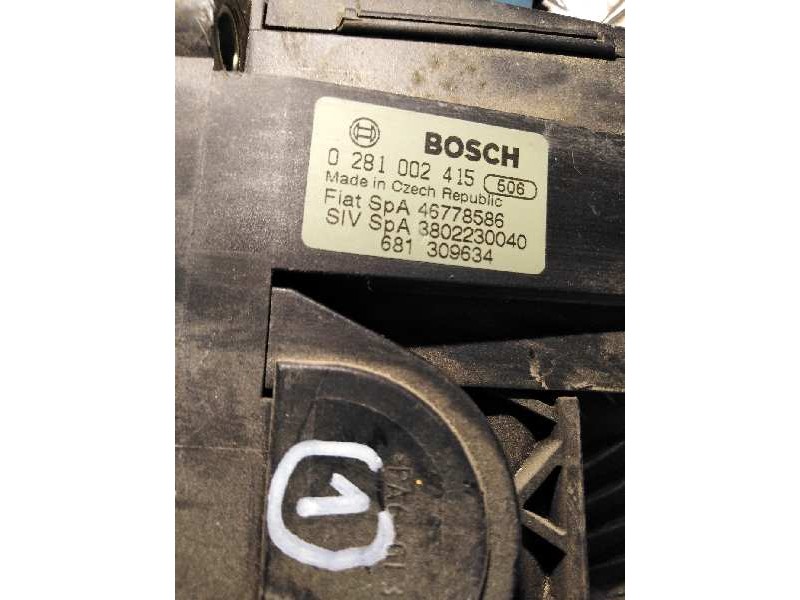 BOSCH
0 281 002 415 506
Made in Czech Republic
Fiat SpA 46778586
SIV SpA 3802230040
681 309634
1